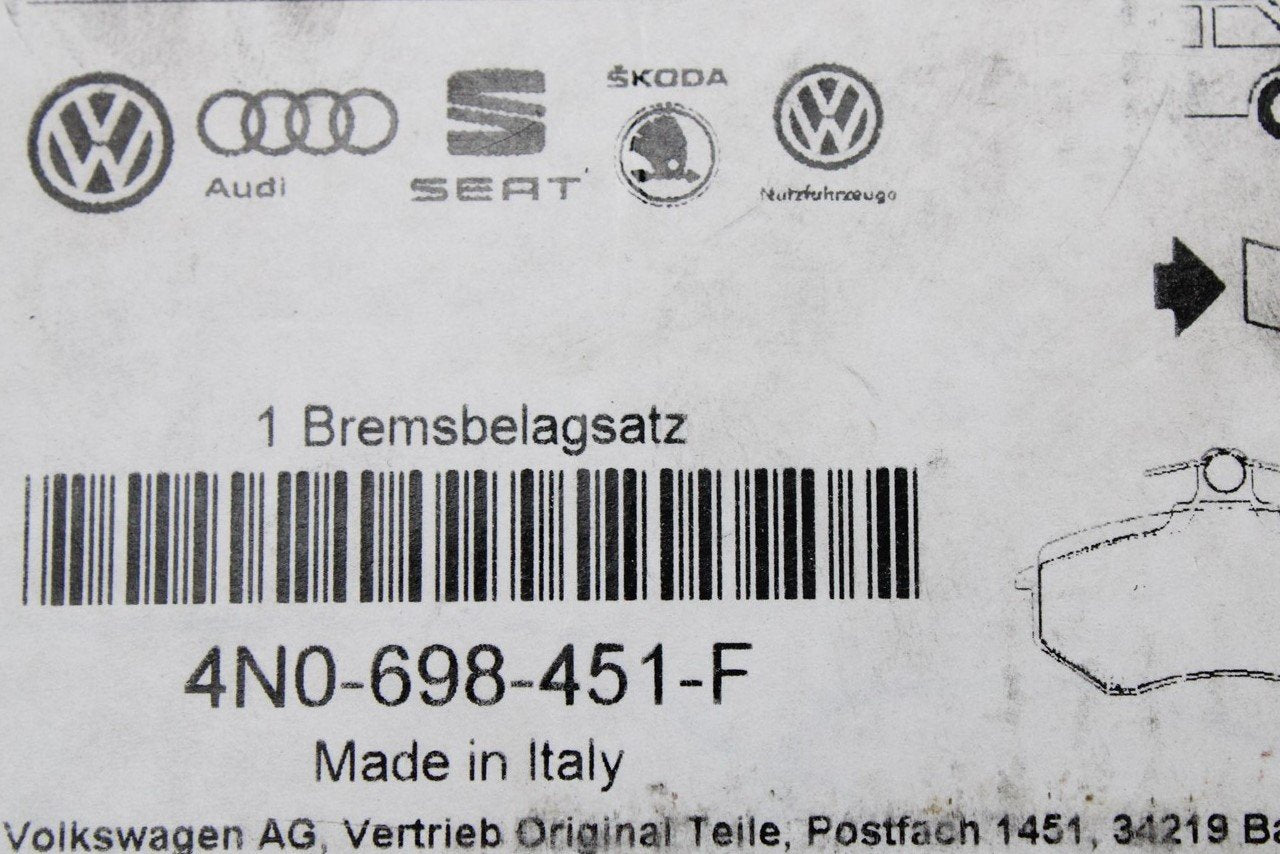 Audi
SEAT
ŠKODA
Nutzfahrzeuge
1 Bremsbelagsatz
4N0-698-451-F
Made in Italy
Volkswagen AG, Vertrieb Original Teile, Postfach 1451, 34219 Ba